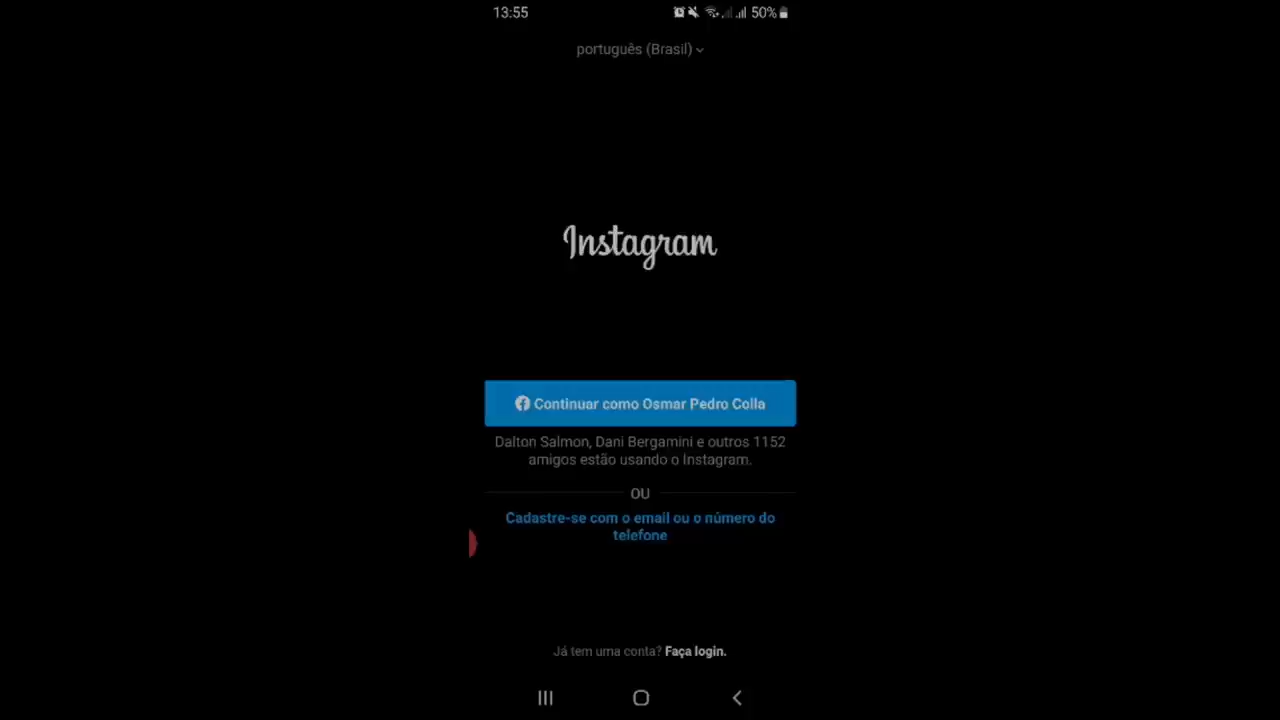 13:55
50%
português (Brasil)
Instagram
Continuar como Osmar Pedro Colla
Dalton Salmon, Dani Bergamini e outros 1152
amigos estão usando o Instagram.
OU
Cadastre-se com o email ou o número do
telefone
Já tem uma conta? Faça login.